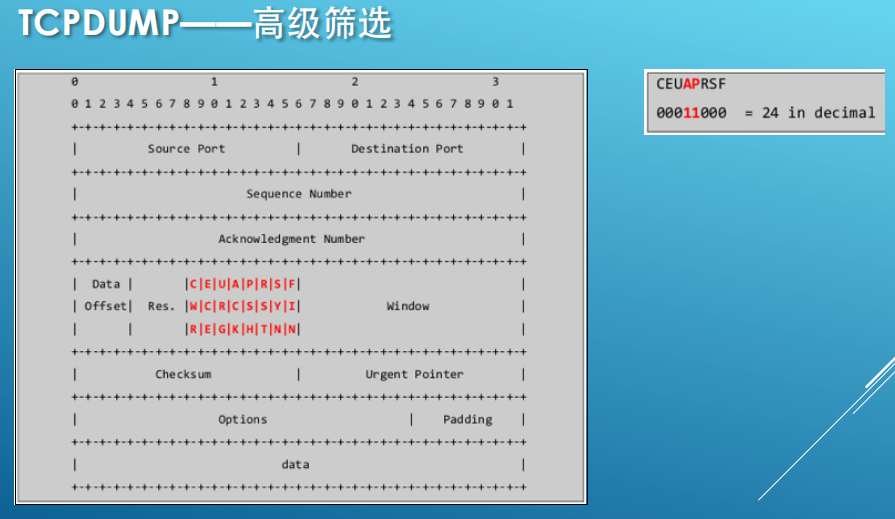 TCPDUMP——高级筛选
0                   1                   2                   3
0 1 2 3 4 5 6 7 8 9 0 1 2 3 4 5 6 7 8 9 0 1 2 3 4 5 6 7 8 9 0 1
+-+-+-+-+-+-+-+-+-+-+-+-+-+-+-+-+-+-+-+-+-+-+-+-+-+-+-+-+-+-+-+-+
|          Source Port          |       Destination Port        |
+-+-+-+-+-+-+-+-+-+-+-+-+-+-+-+-+-+-+-+-+-+-+-+-+-+-+-+-+-+-+-+-+
|                        Sequence Number                        |
+-+-+-+-+-+-+-+-+-+-+-+-+-+-+-+-+-+-+-+-+-+-+-+-+-+-+-+-+-+-+-+-+
|                    Acknowledgment Number                      |
+-+-+-+-+-+-+-+-+-+-+-+-+-+-+-+-+-+-+-+-+-+-+-+-+-+-+-+-+-+-+-+-+
|  Data |       |C|E|U|A|P|R|S|F|                               |
| Offset|  Res. |W|C|R|C|S|S|Y|I|            Window             |
|       |       |R|E|G|K|H|T|N|N|                               |
+-+-+-+-+-+-+-+-+-+-+-+-+-+-+-+-+-+-+-+-+-+-+-+-+-+-+-+-+-+-+-+-+
|           Checksum            |         Urgent Pointer        |
+-+-+-+-+-+-+-+-+-+-+-+-+-+-+-+-+-+-+-+-+-+-+-+-+-+-+-+-+-+-+-+-+
|                    Options                    |    Padding    |
+-+-+-+-+-+-+-+-+-+-+-+-+-+-+-+-+-+-+-+-+-+-+-+-+-+-+-+-+-+-+-+-+
|                             data                              |
+-+-+-+-+-+-+-+-+-+-+-+-+-+-+-+-+-+-+-+-+-+-+-+-+-+-+-+-+-+-+-+-+
CEUAPRSF
00011000  = 24 in decimal